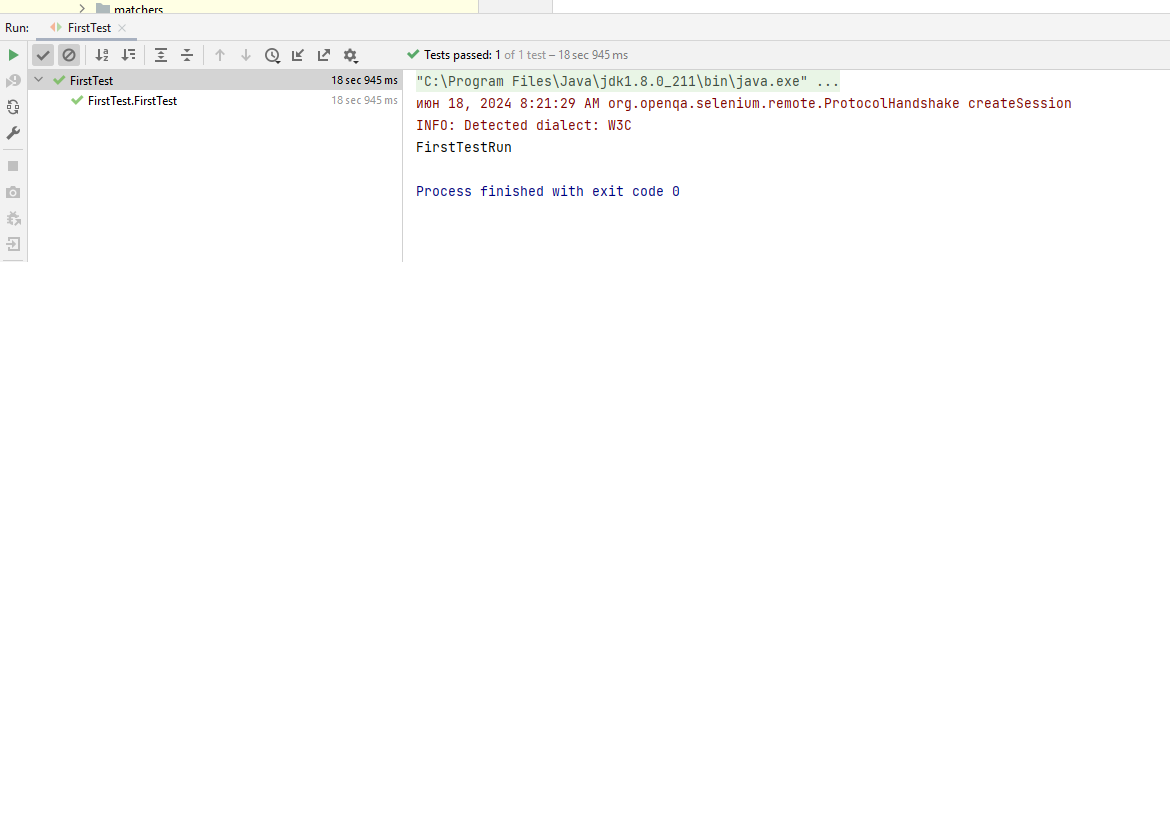 matchers
Run: FirstTest
Tests passed: 1 of 1 test – 18 sec 945 ms
FirstTest 18 sec 945 ms
FirstTest.FirstTest 18 sec 945 ms
"C:\Program Files\Java\jdk1.8.0_211\bin\java.exe" ...
июн 18, 2024 8:21:29 AM org.openqa.selenium.remote.ProtocolHandshake createSession
INFO: Detected dialect: W3C
FirstTestRun
Process finished with exit code 0